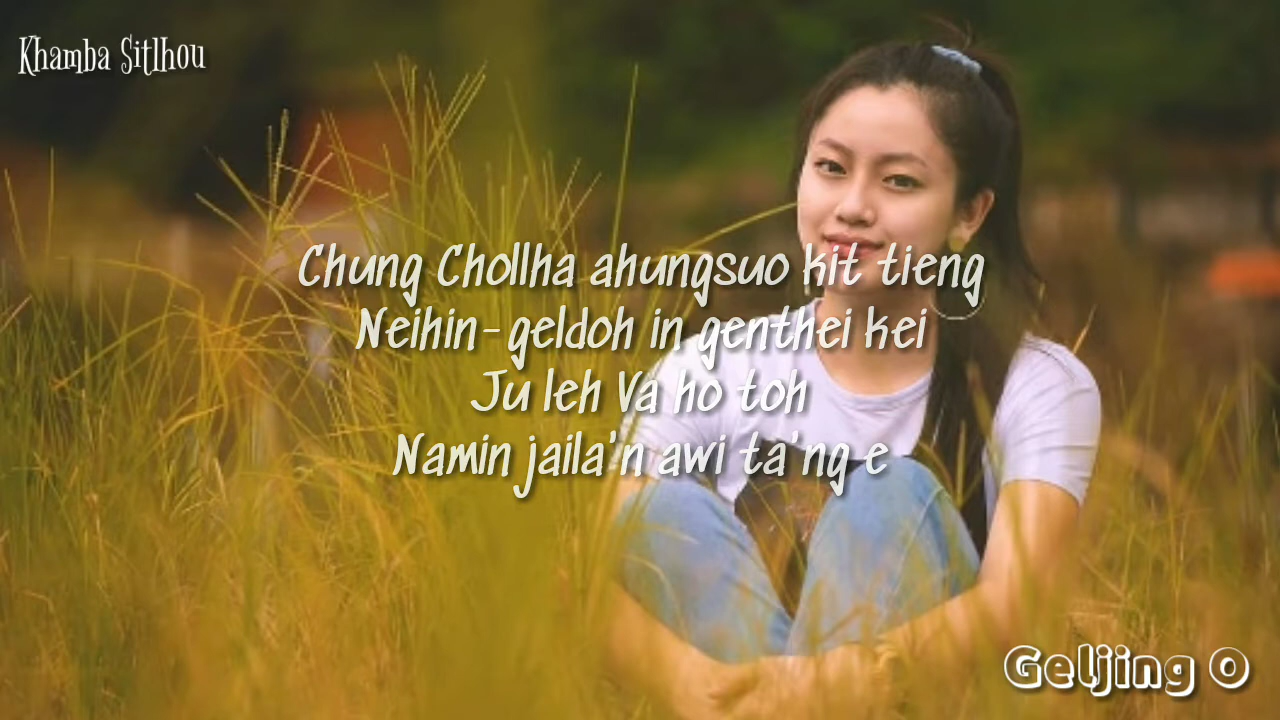 Khamba Sitlhou
Chung Chollha ahungsuo kit tieng
Neihin-geldoh in genthei kei
Ju leh Va ho toh
Namin jaila'n awi ta'ng e
Geljing O